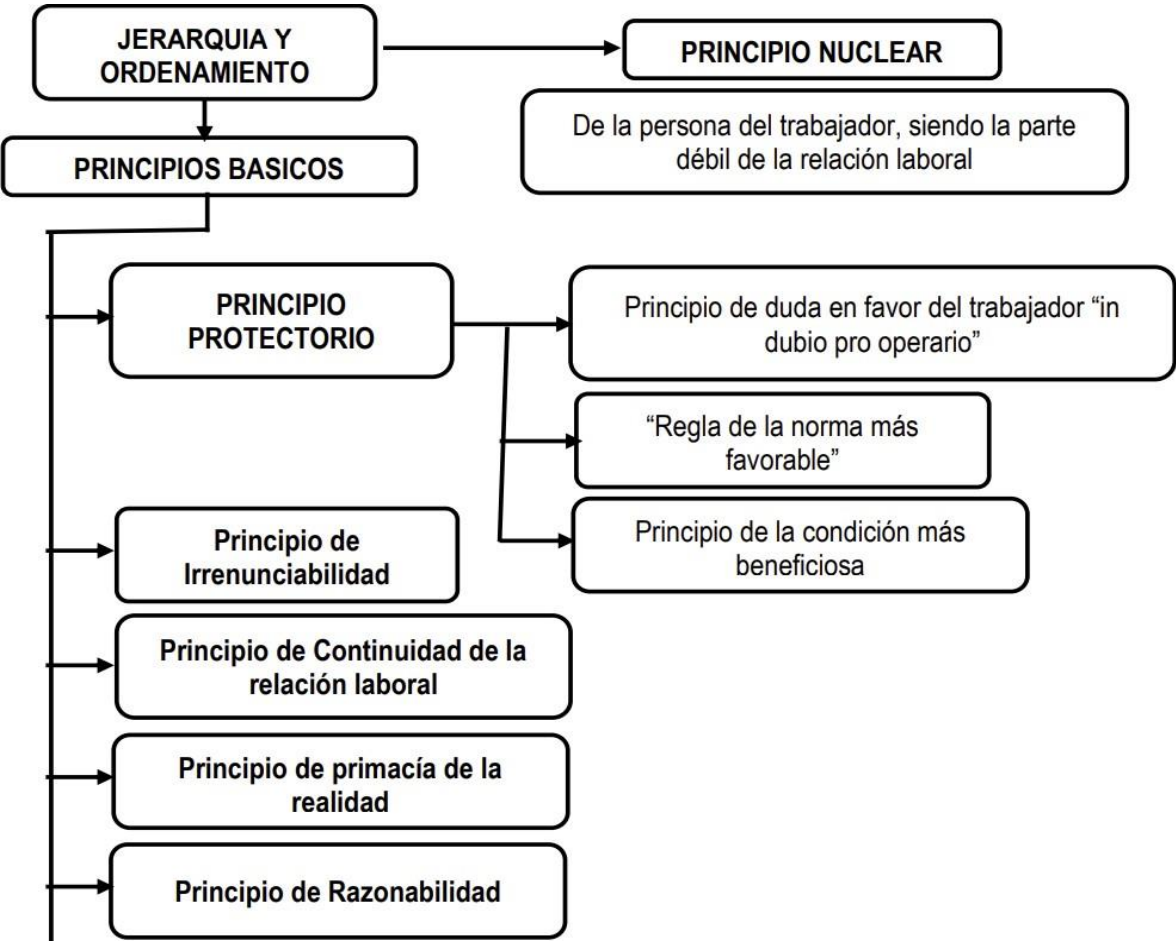 JERARQUIA Y
ORDENAMIENTO
PRINCIPIO NUCLEAR
De la persona del trabajador, siendo la parte
débil de la relación laboral
PRINCIPIOS BASICOS
PRINCIPIO
PROTECTORIO
Principio de duda en favor del trabajador “in
dubio pro operario”
“Regla de la norma más
favorable”
Principio de la condición más
beneficiosa
Principio de
Irrenunciabilidad
Principio de Continuidad de la
relación laboral
Principio de primacía de la
realidad
Principio de Razonabilidad